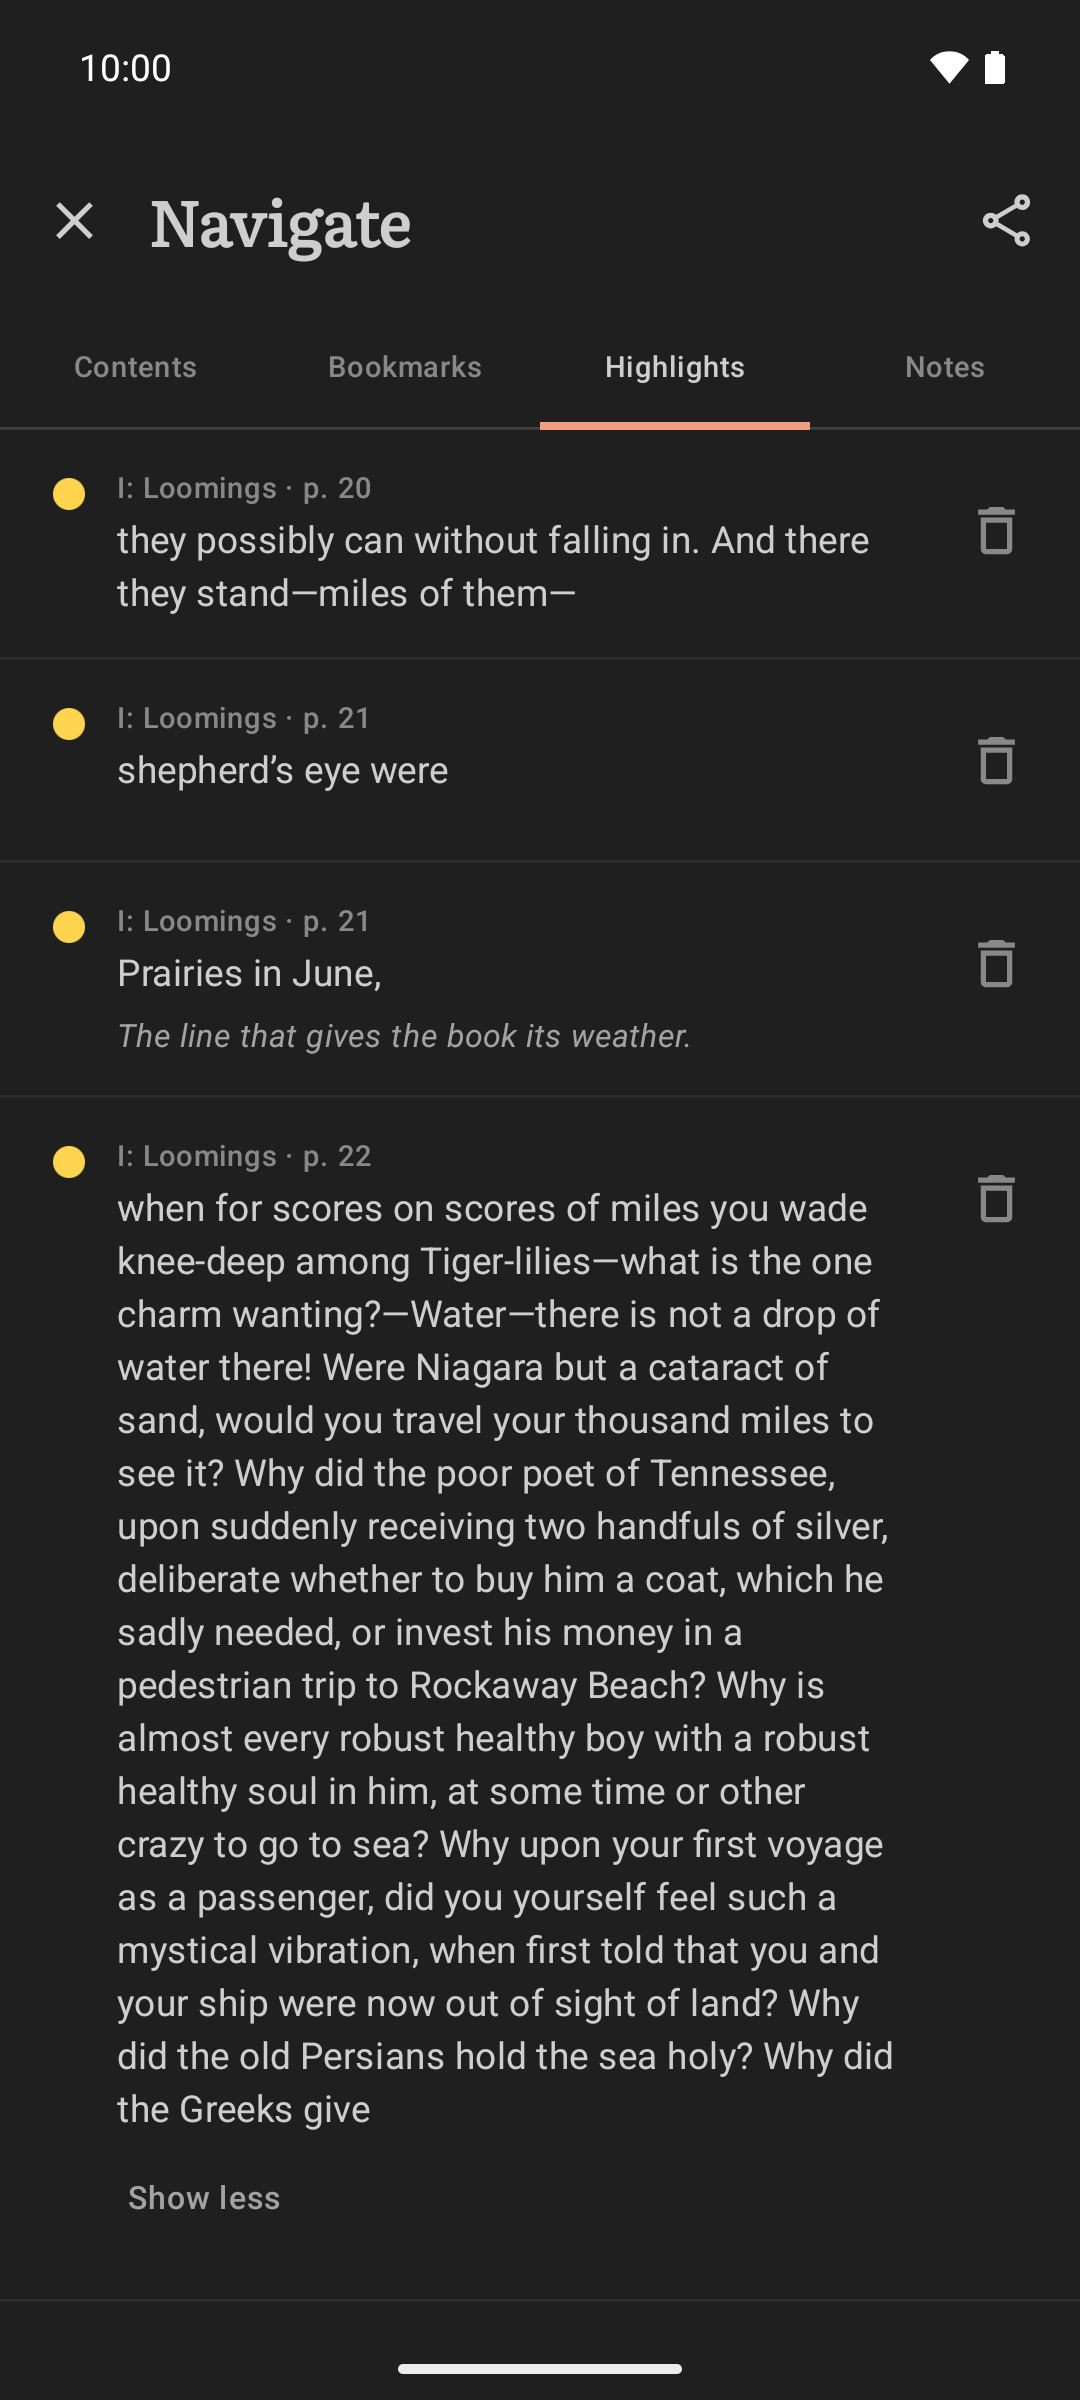 10:00
Navigate
Contents Bookmarks Highlights Notes
I: Loomings · p. 20
they possibly can without falling in. And there
they stand—miles of them—
I: Loomings · p. 21
shepherd’s eye were
I: Loomings · p. 21
Prairies in June,
The line that gives the book its weather.
I: Loomings · p. 22
when for scores on scores of miles you wade
knee-deep among Tiger-lilies—what is the one
charm wanting?—Water—there is not a drop of
water there! Were Niagara but a cataract of
sand, would you travel your thousand miles to
see it? Why did the poor poet of Tennessee,
upon suddenly receiving two handfuls of silver,
deliberate whether to buy him a coat, which he
sadly needed, or invest his money in a
pedestrian trip to Rockaway Beach? Why is
almost every robust healthy boy with a robust
healthy soul in him, at some time or other
crazy to go to sea? Why upon your first voyage
as a passenger, did you yourself feel such a
mystical vibration, when first told that you and
your ship were now out of sight of land? Why
did the old Persians hold the sea holy? Why did
the Greeks give
Show less